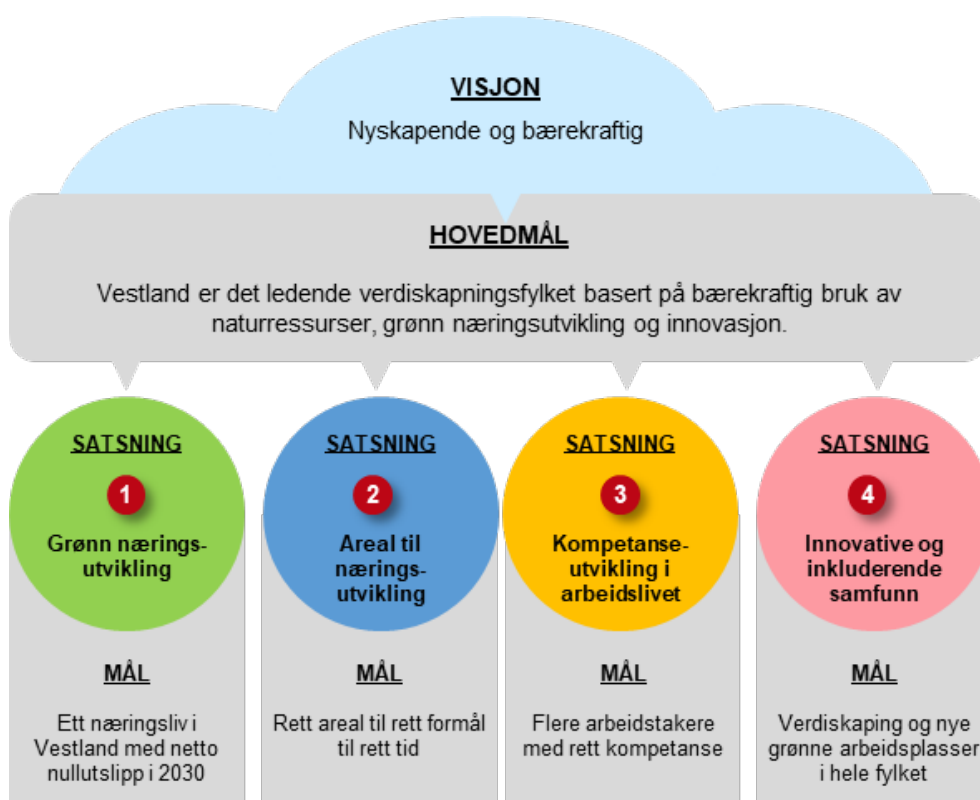 VISJON
Nyskapende og bærekraftig
HOVEDMÅL
Vestland er det ledende verdiskapningsfylket basert på bærekraftig bruk av
naturressurser, grønn næringsutvikling og innovasjon.
SATSNING
1
Grønn nærings-
utvikling
MÅL
Ett næringsliv i
Vestland med netto
nullutslipp i 2030
SATSNING
2
Areal til
nærings-
utvikling
MÅL
Rett areal til rett formål
til rett tid
SATSNING
3
Kompetanse-
utvikling i
arbeidslivet
MÅL
Flere arbeidstakere
med rett kompetanse
SATSNING
4
Innovative og
inkluderende
samfunn
MÅL
Verdiskaping og nye
grønne arbeidsplasser
i hele fylket